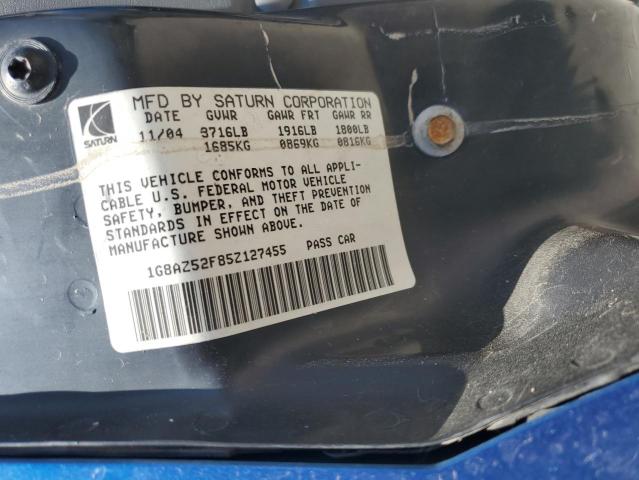 MFD BY SATURN CORPORATION
DATE GVWR GAWR FRT GAWR RR
11/04 3716LB 1916LB 1800LB
1685KG 0869KG 0816KG
SATURN
THIS VEHICLE CONFORMS TO ALL APPLI-
CABLE U.S. FEDERAL MOTOR VEHICLE
SAFETY, BUMPER, AND THEFT PREVENTION
STANDARDS IN EFFECT ON THE DATE OF
MANUFACTURE SHOWN ABOVE.
1G8AZ52F85Z127455 PASS CAR